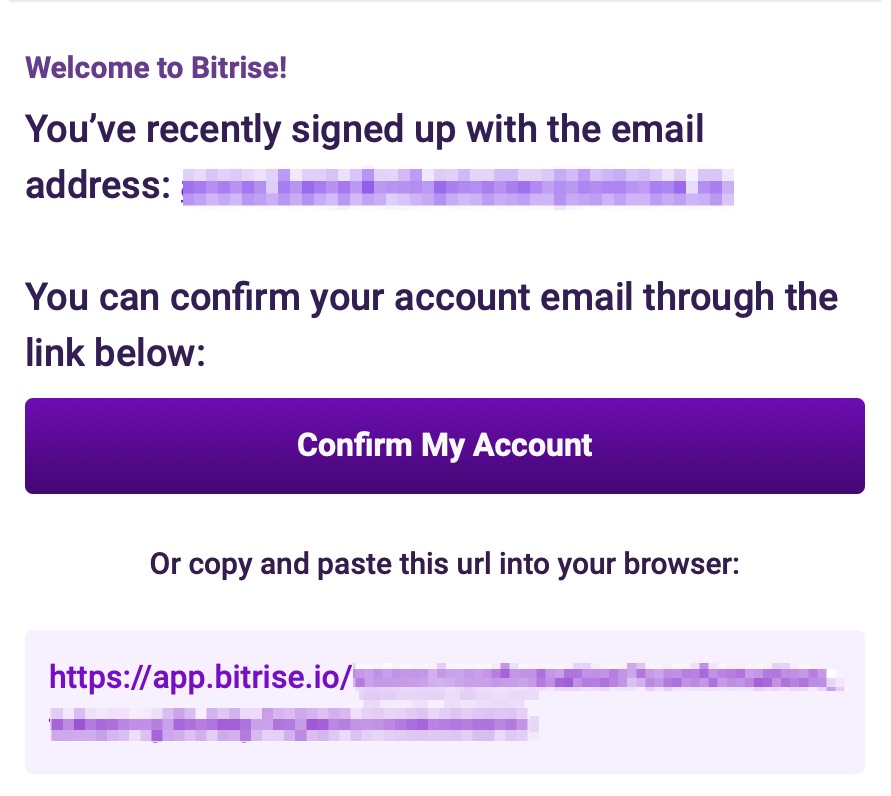 Welcome to Bitrise!
You’ve recently signed up with the email
address:
You can confirm your account email through the
link below:
Confirm My Account
Or copy and paste this url into your browser:
https://app.bitrise.io/